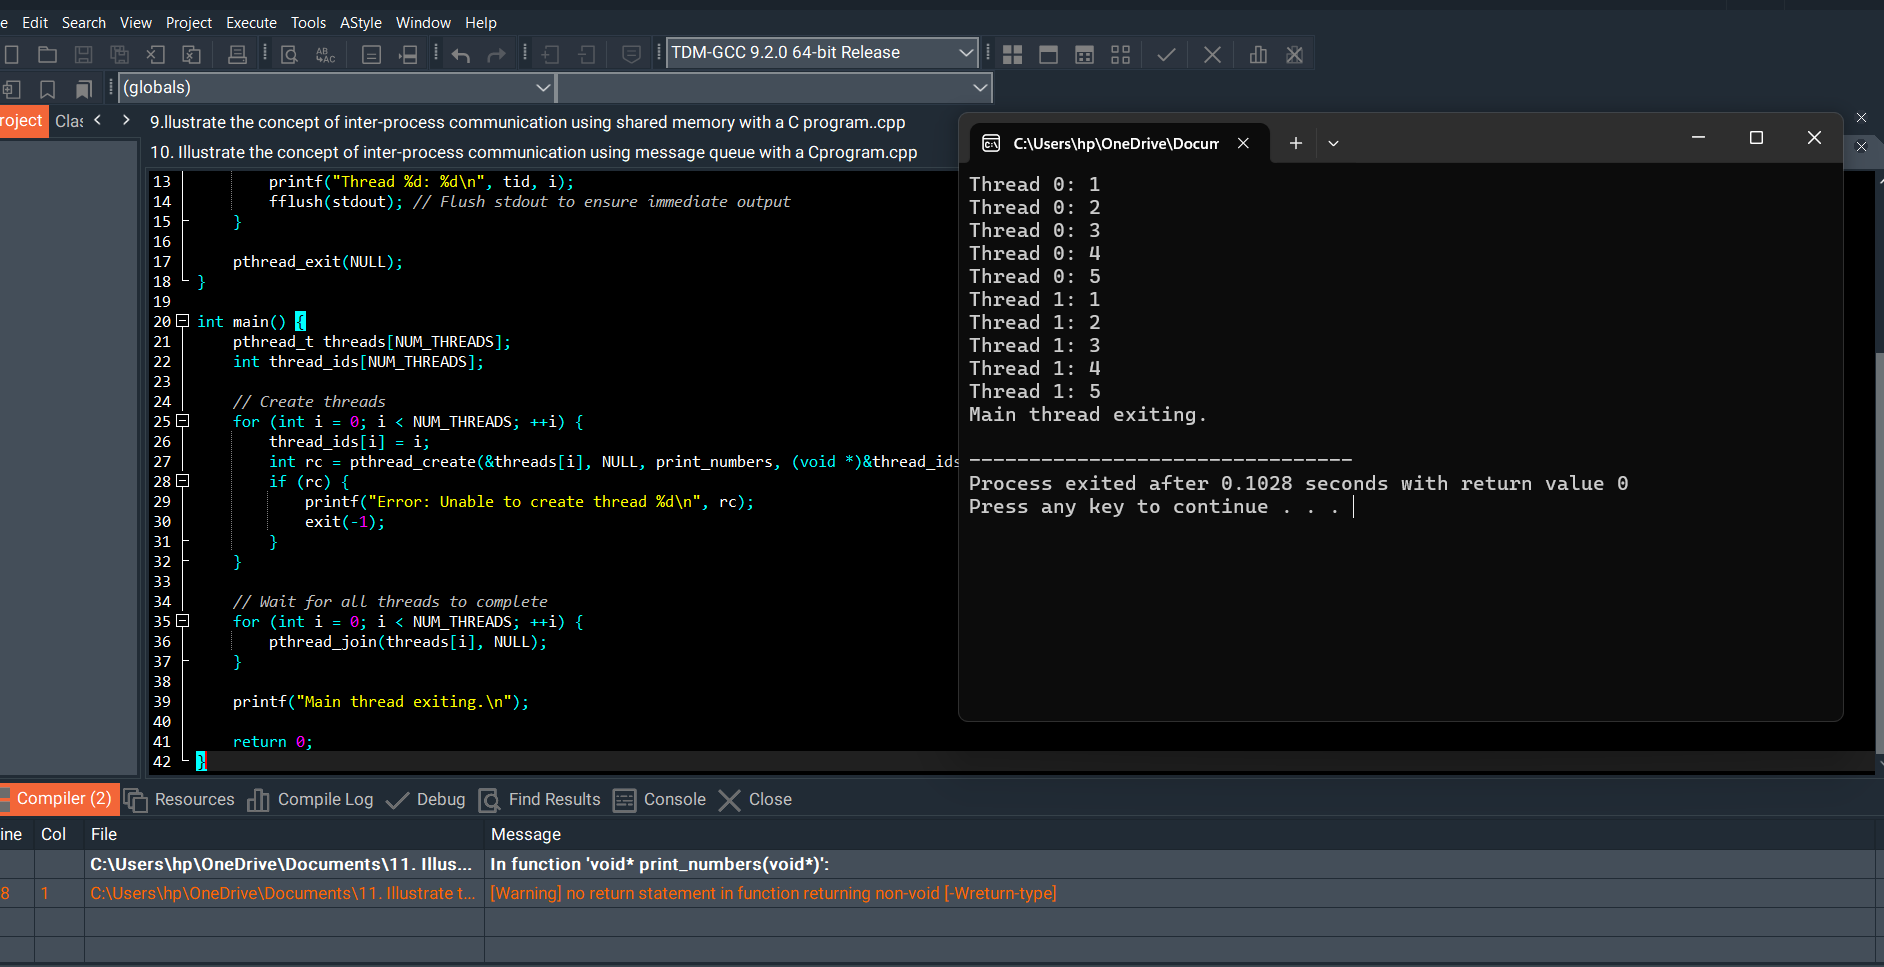 e Edit Search View Project Execute Tools AStyle Window Help
TDM-GCC 9.2.0 64-bit Release
(globals)
roject Clas
9.Ilustrate the concept of inter-process communication using shared memory with a C program..cpp
10. Illustrate the concept of inter-process communication using message queue with a Cprogram.cpp
13 printf("Thread %d: %d\n", tid, i);
14 fflush(stdout); // Flush stdout to ensure immediate output
15 }
16
17 pthread_exit(NULL);
18 }
19
20 int main() {
21 pthread_t threads[NUM_THREADS];
22 int thread_ids[NUM_THREADS];
23
24 // Create threads
25 for (int i = 0; i < NUM_THREADS; ++i) {
26 thread_ids[i] = i;
27 int rc = pthread_create(&threads[i], NULL, print_numbers, (void *)&thread_ids
28 if (rc) {
29 printf("Error: Unable to create thread %d\n", rc);
30 exit(-1);
31 }
32 }
33
34 // Wait for all threads to complete
35 for (int i = 0; i < NUM_THREADS; ++i) {
36 pthread_join(threads[i], NULL);
37 }
38
39 printf("Main thread exiting.\n");
40
41 return 0;
42 }
C:\Users\hp\OneDrive\Docum
Thread 0: 1
Thread 0: 2
Thread 0: 3
Thread 0: 4
Thread 0: 5
Thread 1: 1
Thread 1: 2
Thread 1: 3
Thread 1: 4
Thread 1: 5
Main thread exiting.
--------------------------------
Process exited after 0.1028 seconds with return value 0
Press any key to continue . . .
Compiler (2) Resources Compile Log Debug Find Results Console Close
ine Col File Message
C:\Users\hp\OneDrive\Documents\11. Illus... In function 'void* print_numbers(void*)':
8 1 C:\Users\hp\OneDrive\Documents\11. Illustrate t... [Warning] no return statement in function returning non-void [-Wreturn-type]